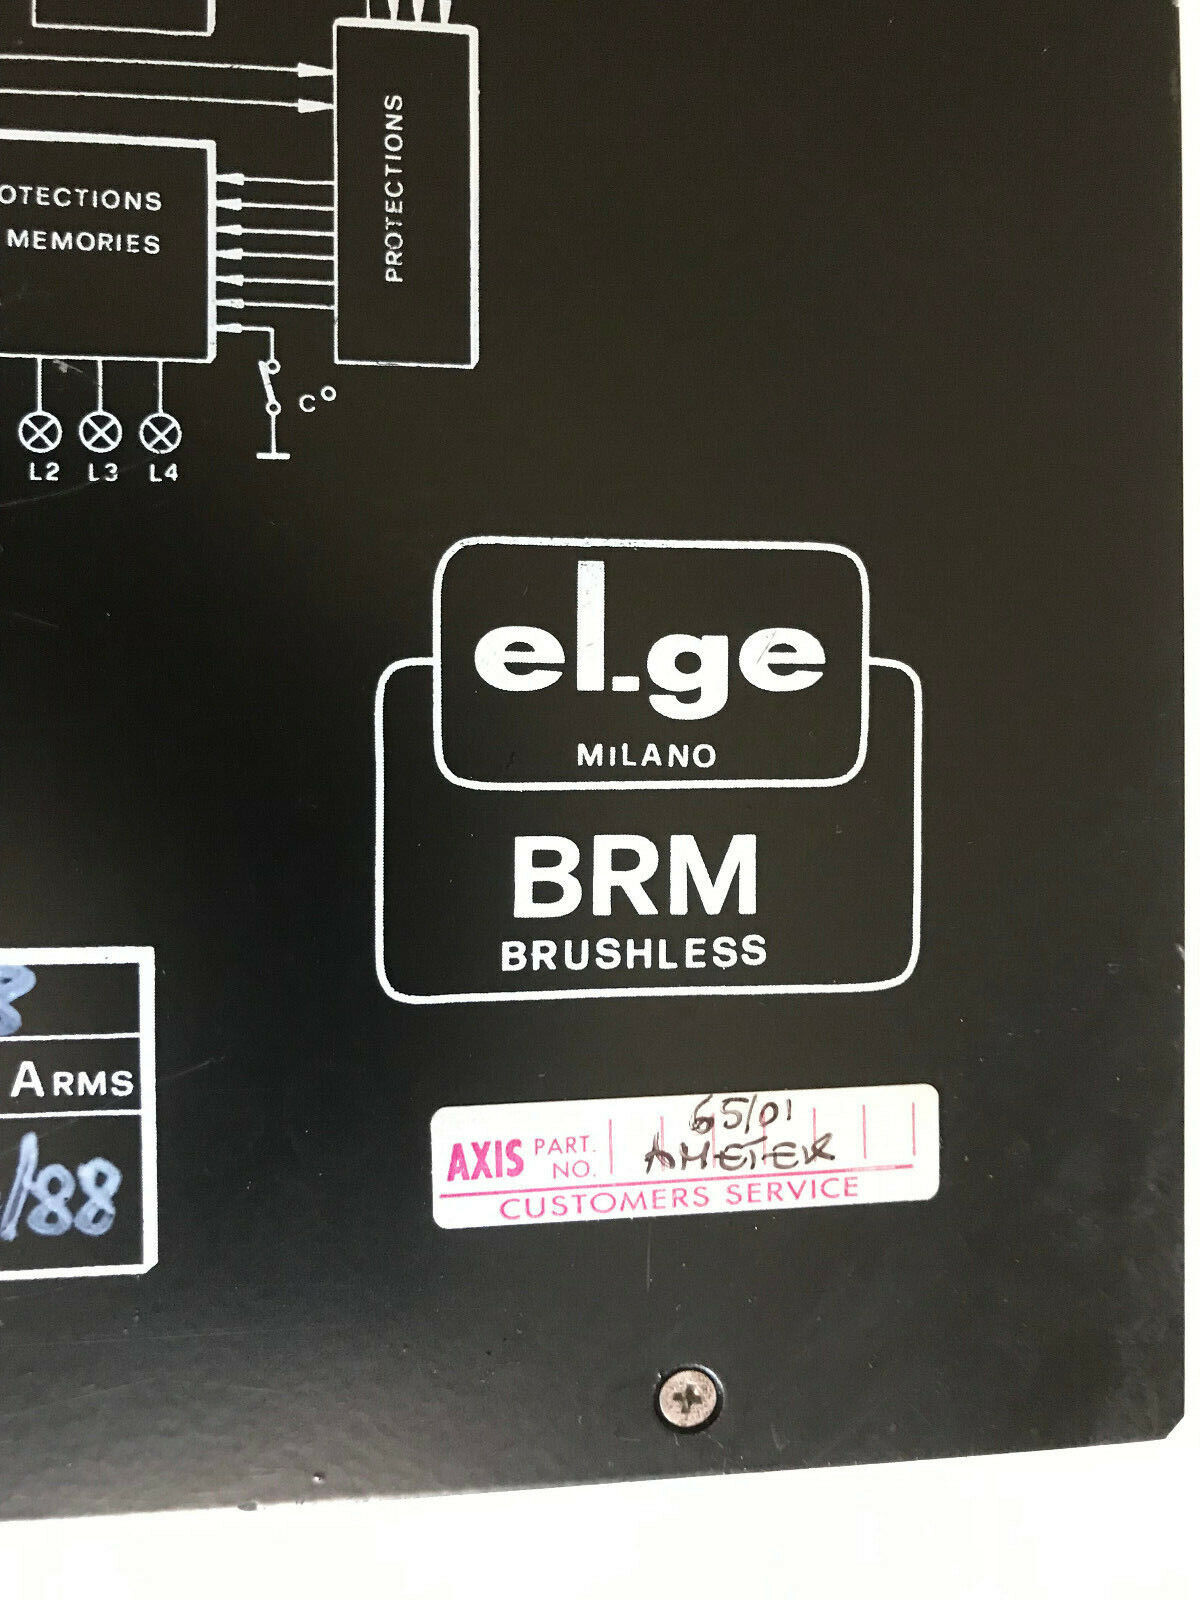 PROTECTIONS
OTECTIONS
MEMORIES
C°
L2 L3 L4
el.ge
MILANO
BRM
BRUSHLESS
8
ARMS
/88
AXIS PART. NO. 65/01
AMETEK
CUSTOMERS SERVICE